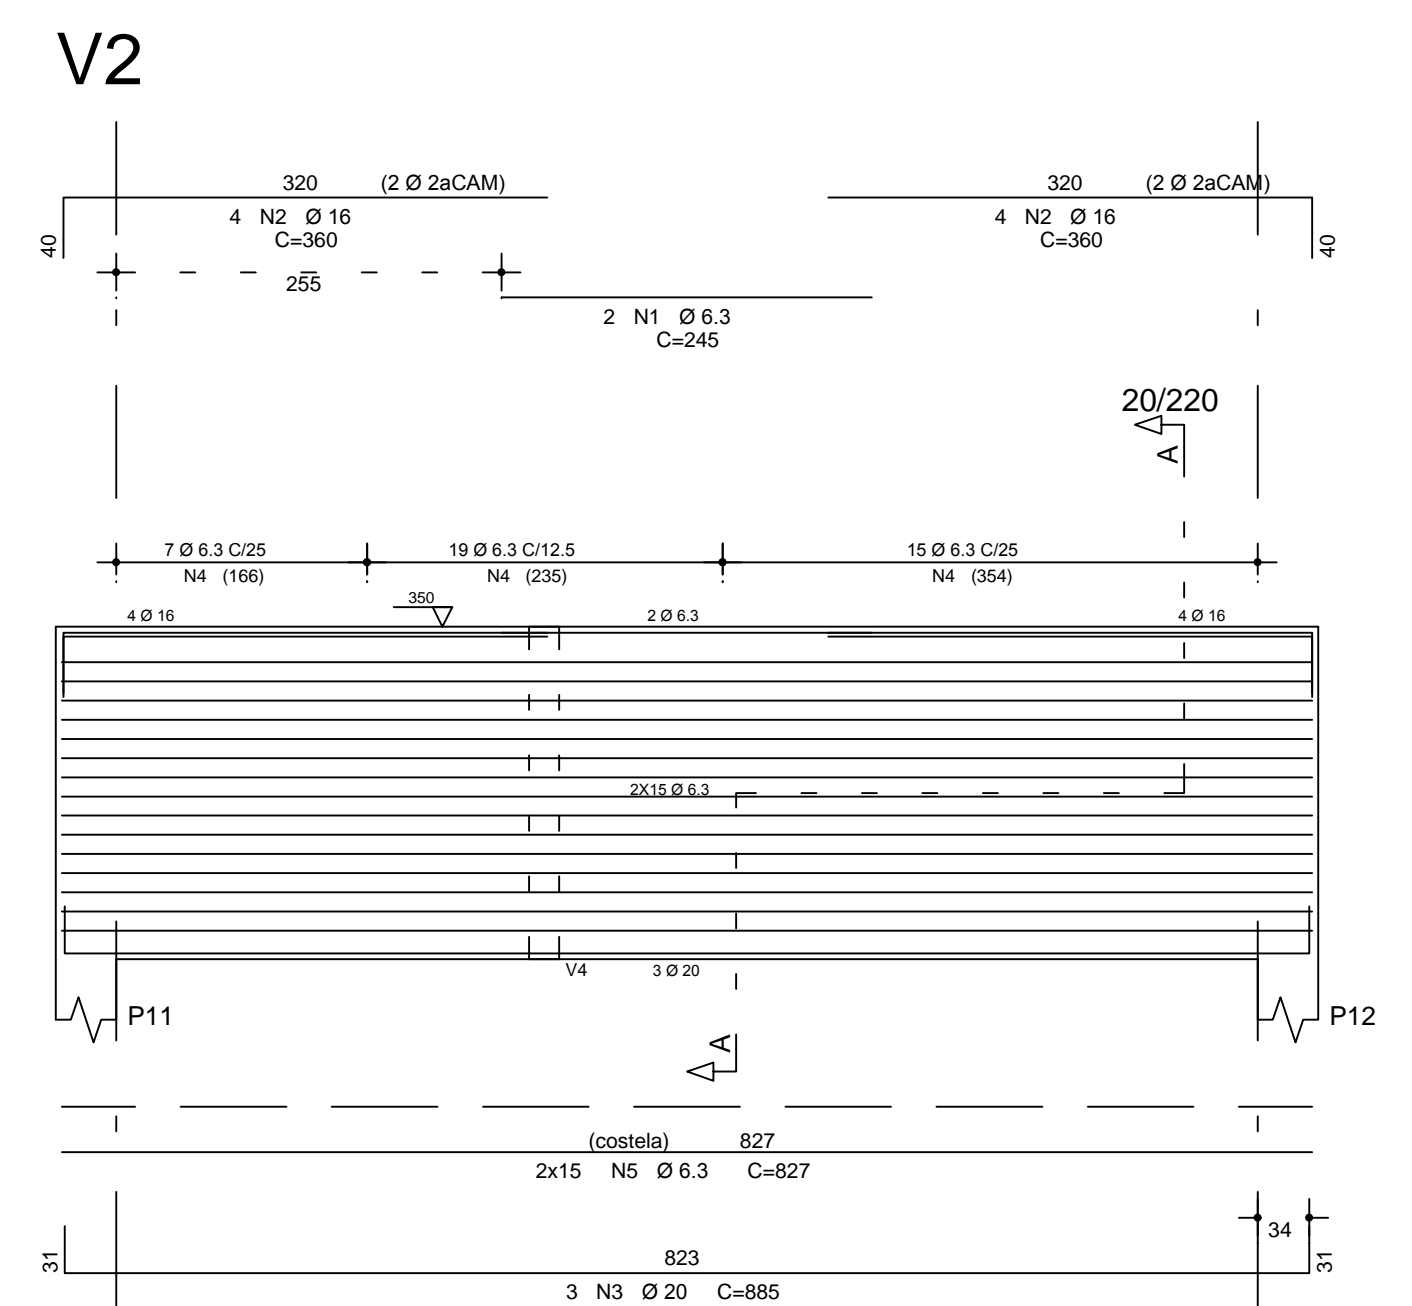 V2
320 (2 Ø 2aCAM) 320 (2 Ø 2aCAM)
4 N2 Ø 16 4 N2 Ø 16
C=360 C=360
40 40
255
2 N1 Ø 6.3
C=245
20/220
A
7 Ø 6.3 C/25 19 Ø 6.3 C/12.5 15 Ø 6.3 C/25
N4 (166) N4 (235) N4 (354)
350
4 Ø 16 2 Ø 6.3 4 Ø 16
2X15 Ø 6.3
V4 3 Ø 20
P11 P12
A
(costela) 827
2x15 N5 Ø 6.3 C=827
34
31 823 31
3 N3 Ø 20 C=885